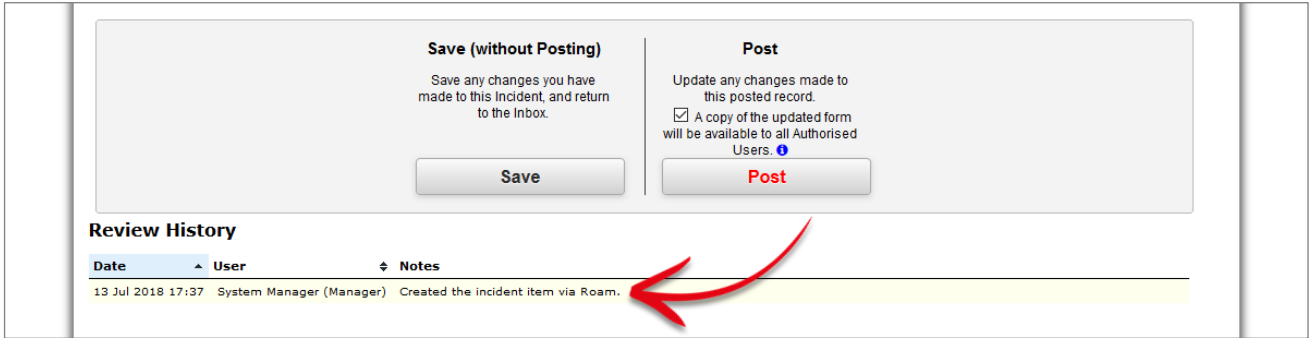 Save (without Posting)
Save any changes you have
made to this Incident, and return
to the Inbox.
Save
Post
Update any changes made to
this posted record.
A copy of the updated form
will be available to all Authorised
Users.
Post
Review History
Date User Notes
13 Jul 2018 17:37 System Manager (Manager) Created the incident item via Roam.